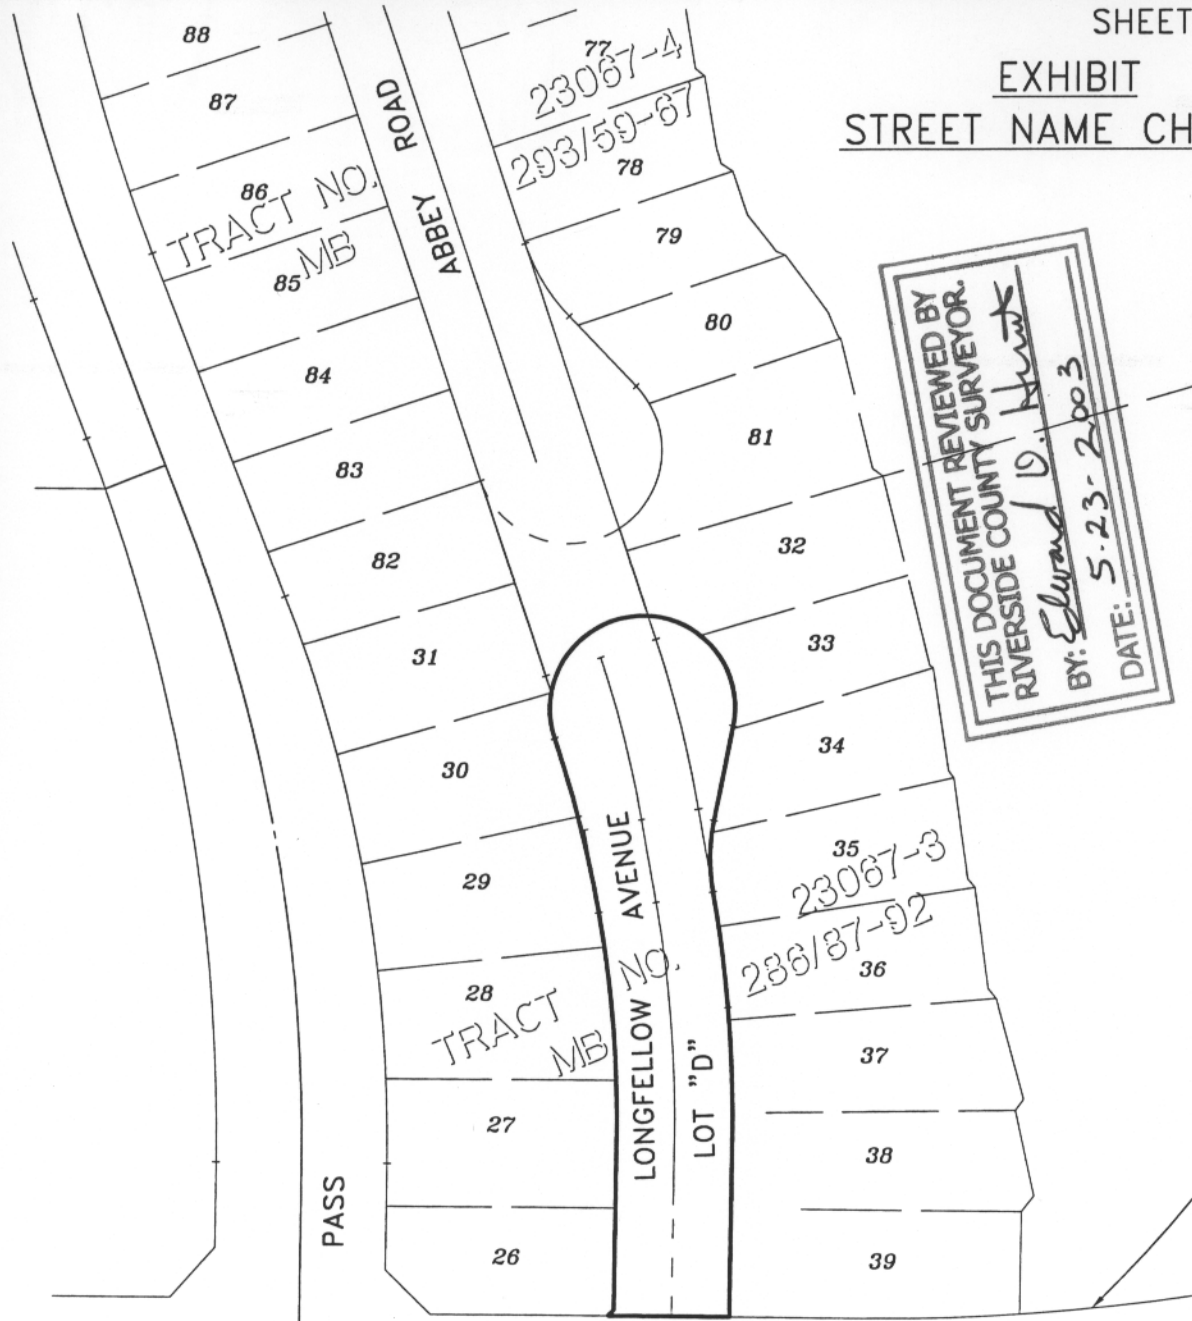 SHEET
EXHIBIT
STREET NAME CH
88
87
86
85
84
83
82
31
30
29
28
27
26
77
78
79
80
81
32
33
34
35
36
37
38
39
ABBEY ROAD
TRACT NO. 23067-4
MB 293/59-67
TRACT NO. 23067-3
MB 286/87-92
LONGFELLOW AVENUE
LOT "D"
PASS
THIS DOCUMENT REVIEWED BY
RIVERSIDE COUNTY SURVEYOR.
BY: Edward D.
DATE: 5-23-2003